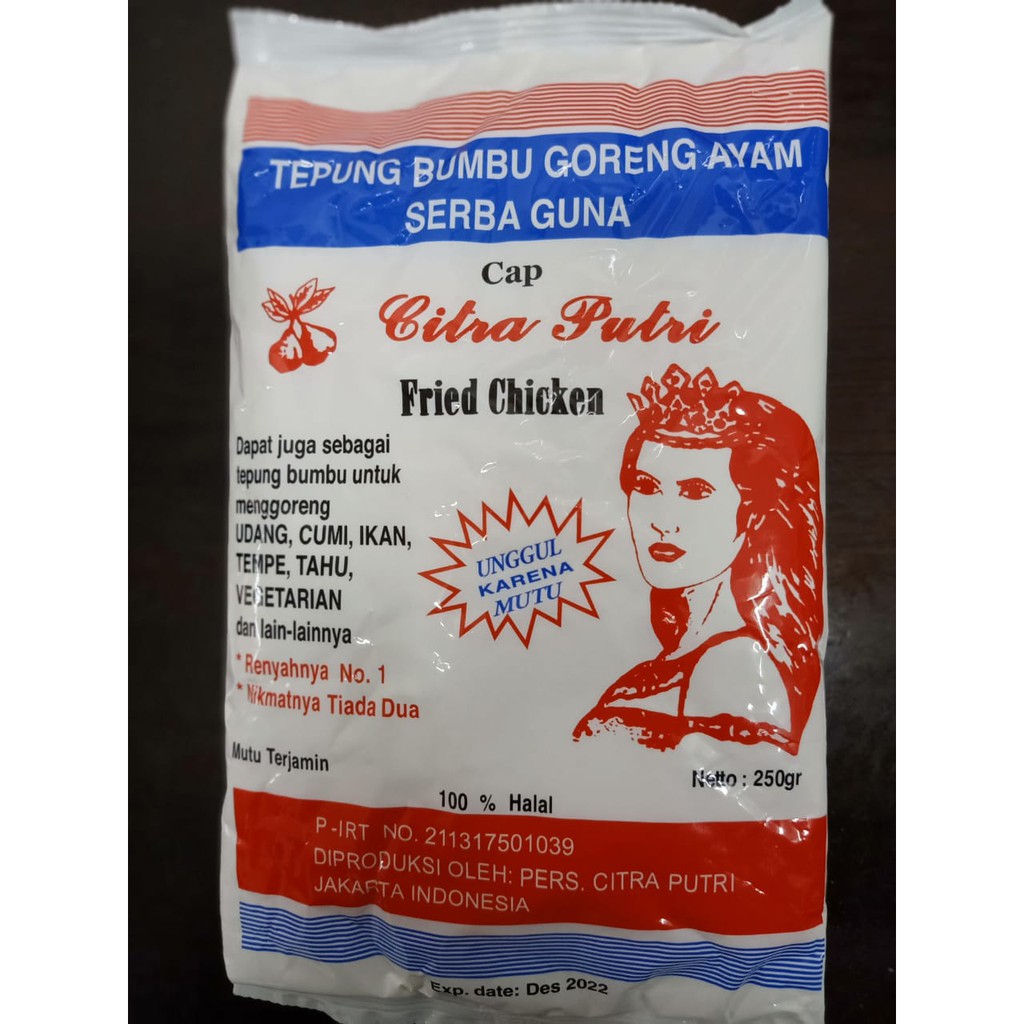 TEPUNG BUMBU GORENG AYAM
SERBA GUNA
Cap
Citra Putri
Fried Chicken
Dapat juga sebagai
tepung bumbu untuk
menggoreng
UDANG, CUMI, IKAN,
TEMPE, TAHU,
VEGETARIAN
dan lain-lainnya
* Renyahnya No. 1
* Nikmatnya Tiada Dua
UNGGUL
KARENA
MUTU
Mutu Terjamin
Netto : 250gr
100 % Halal
P-IRT NO. 211317501039
DIPRODUKSI OLEH: PERS. CITRA PUTRI -
JAKARTA INDONESIA
Exp. date: Des 2022